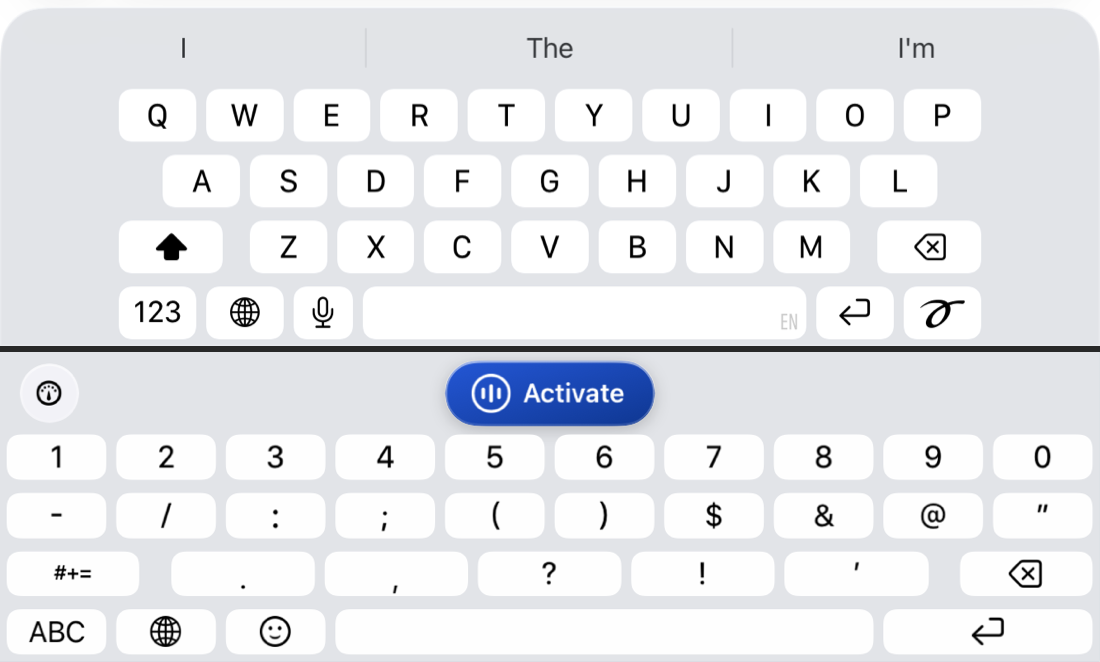 I The I'm
Q W E R T Y U I O P
A S D F G H J K L
Z X C V B N M
123 EN
Activate
1 2 3 4 5 6 7 8 9 0
- / : ; ( ) $ & @ "
#+= . , ? ! '
ABC